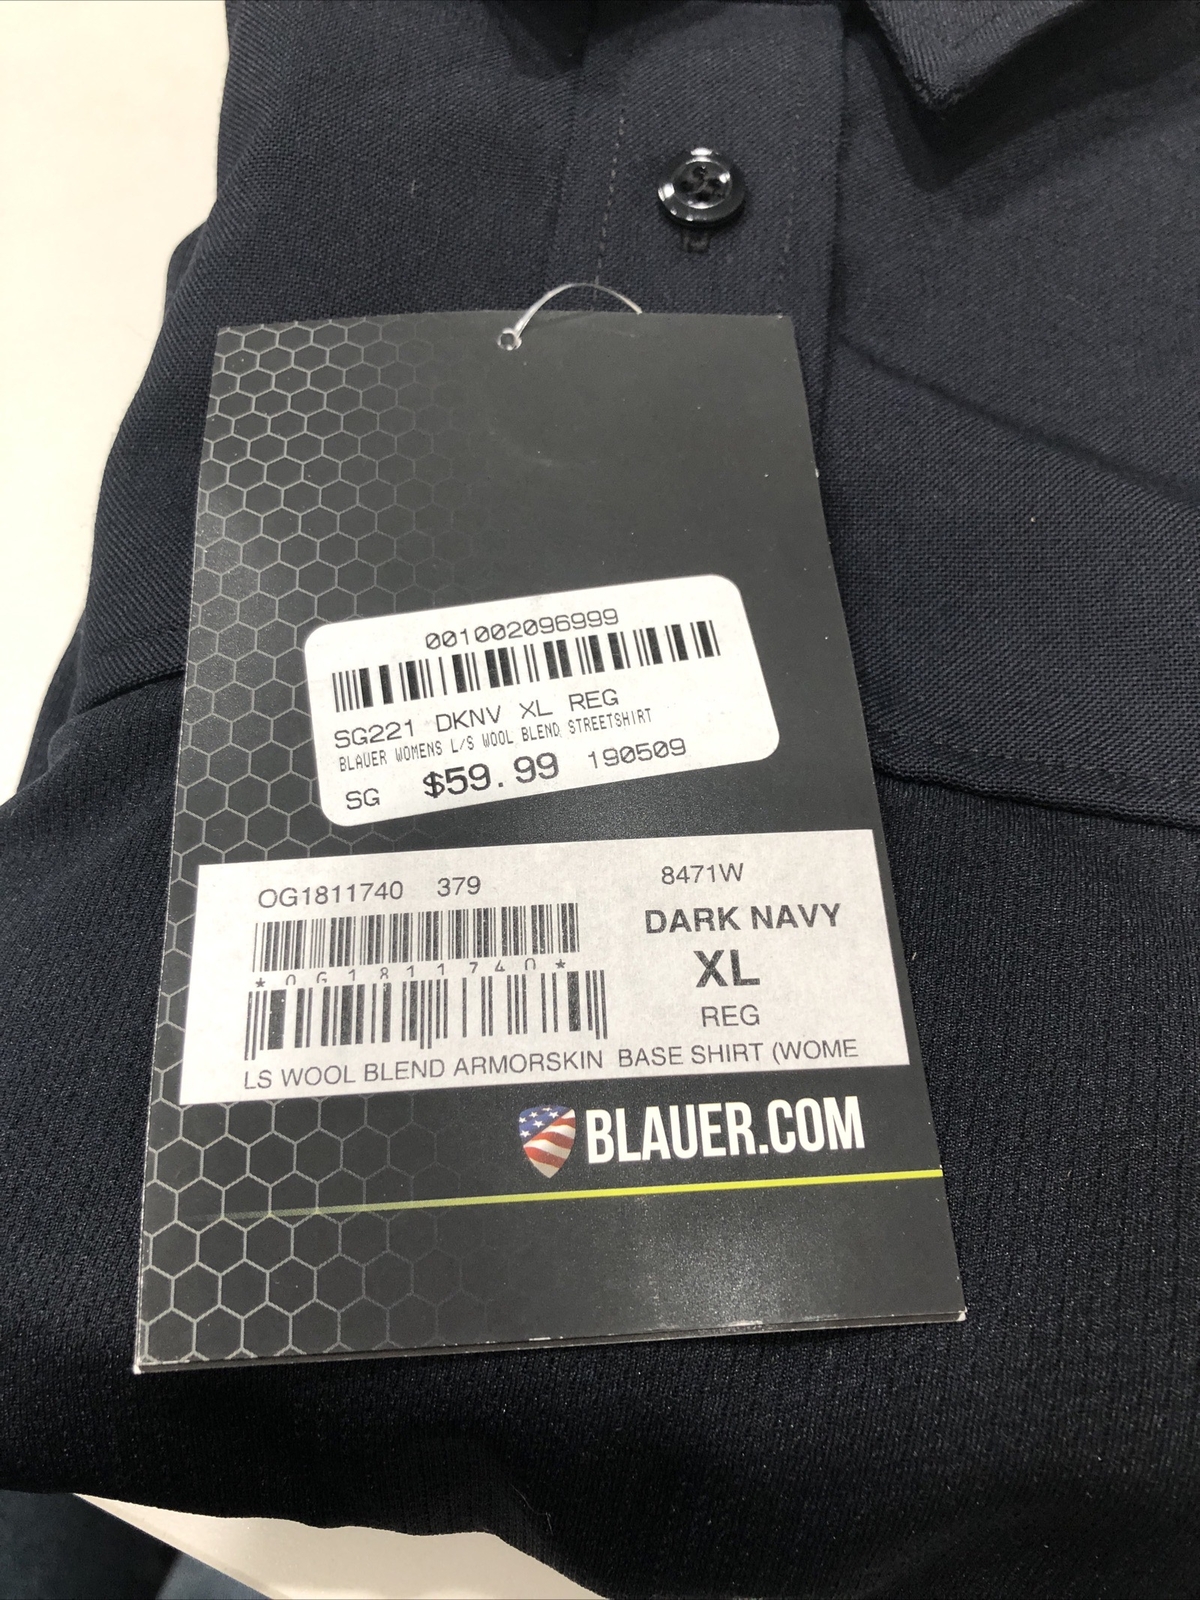 001002096999
SG221 DKNV XL REG
BLAUER WOMENS L/S WOOL BLEND STREETSHIRT
SG $59.99 190509
OG1811740 379 8471W
DARK NAVY
*OG1811740*
XL
REG
LS WOOL BLEND ARMORSKIN BASE SHIRT (WOME
BLAUER.COM